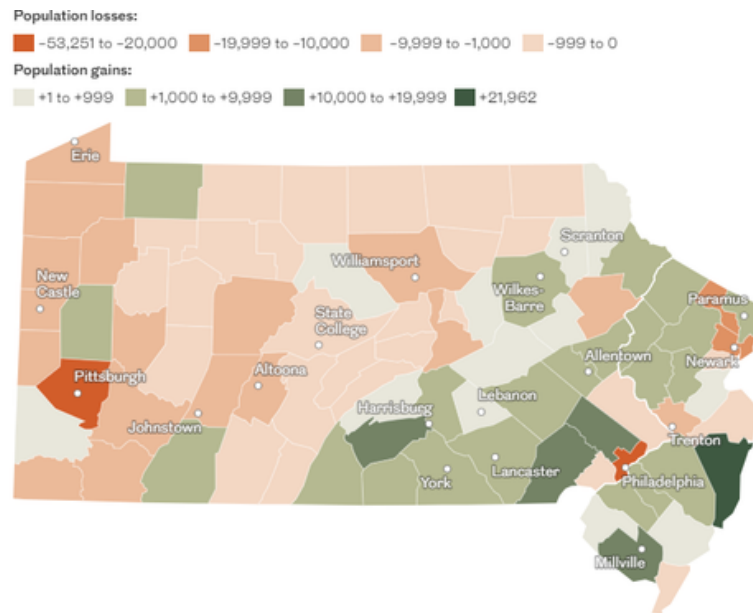 Population losses:
-53,251 to -20,000 -19,999 to -10,000 -9,999 to -1,000 -999 to 0
Population gains:
+1 to +999 +1,000 to +9,999 +10,000 to +19,999 +21,962
Erie
Scranton
Williamsport
New
Castle
Wilkes-
Barre
Paramus
State
College
Newark
Allentown
Pittsburgh
Altoona
Lebanon
Harrisburg
Johnstown
Trenton
Lancaster
York
Philadelphia
Millville